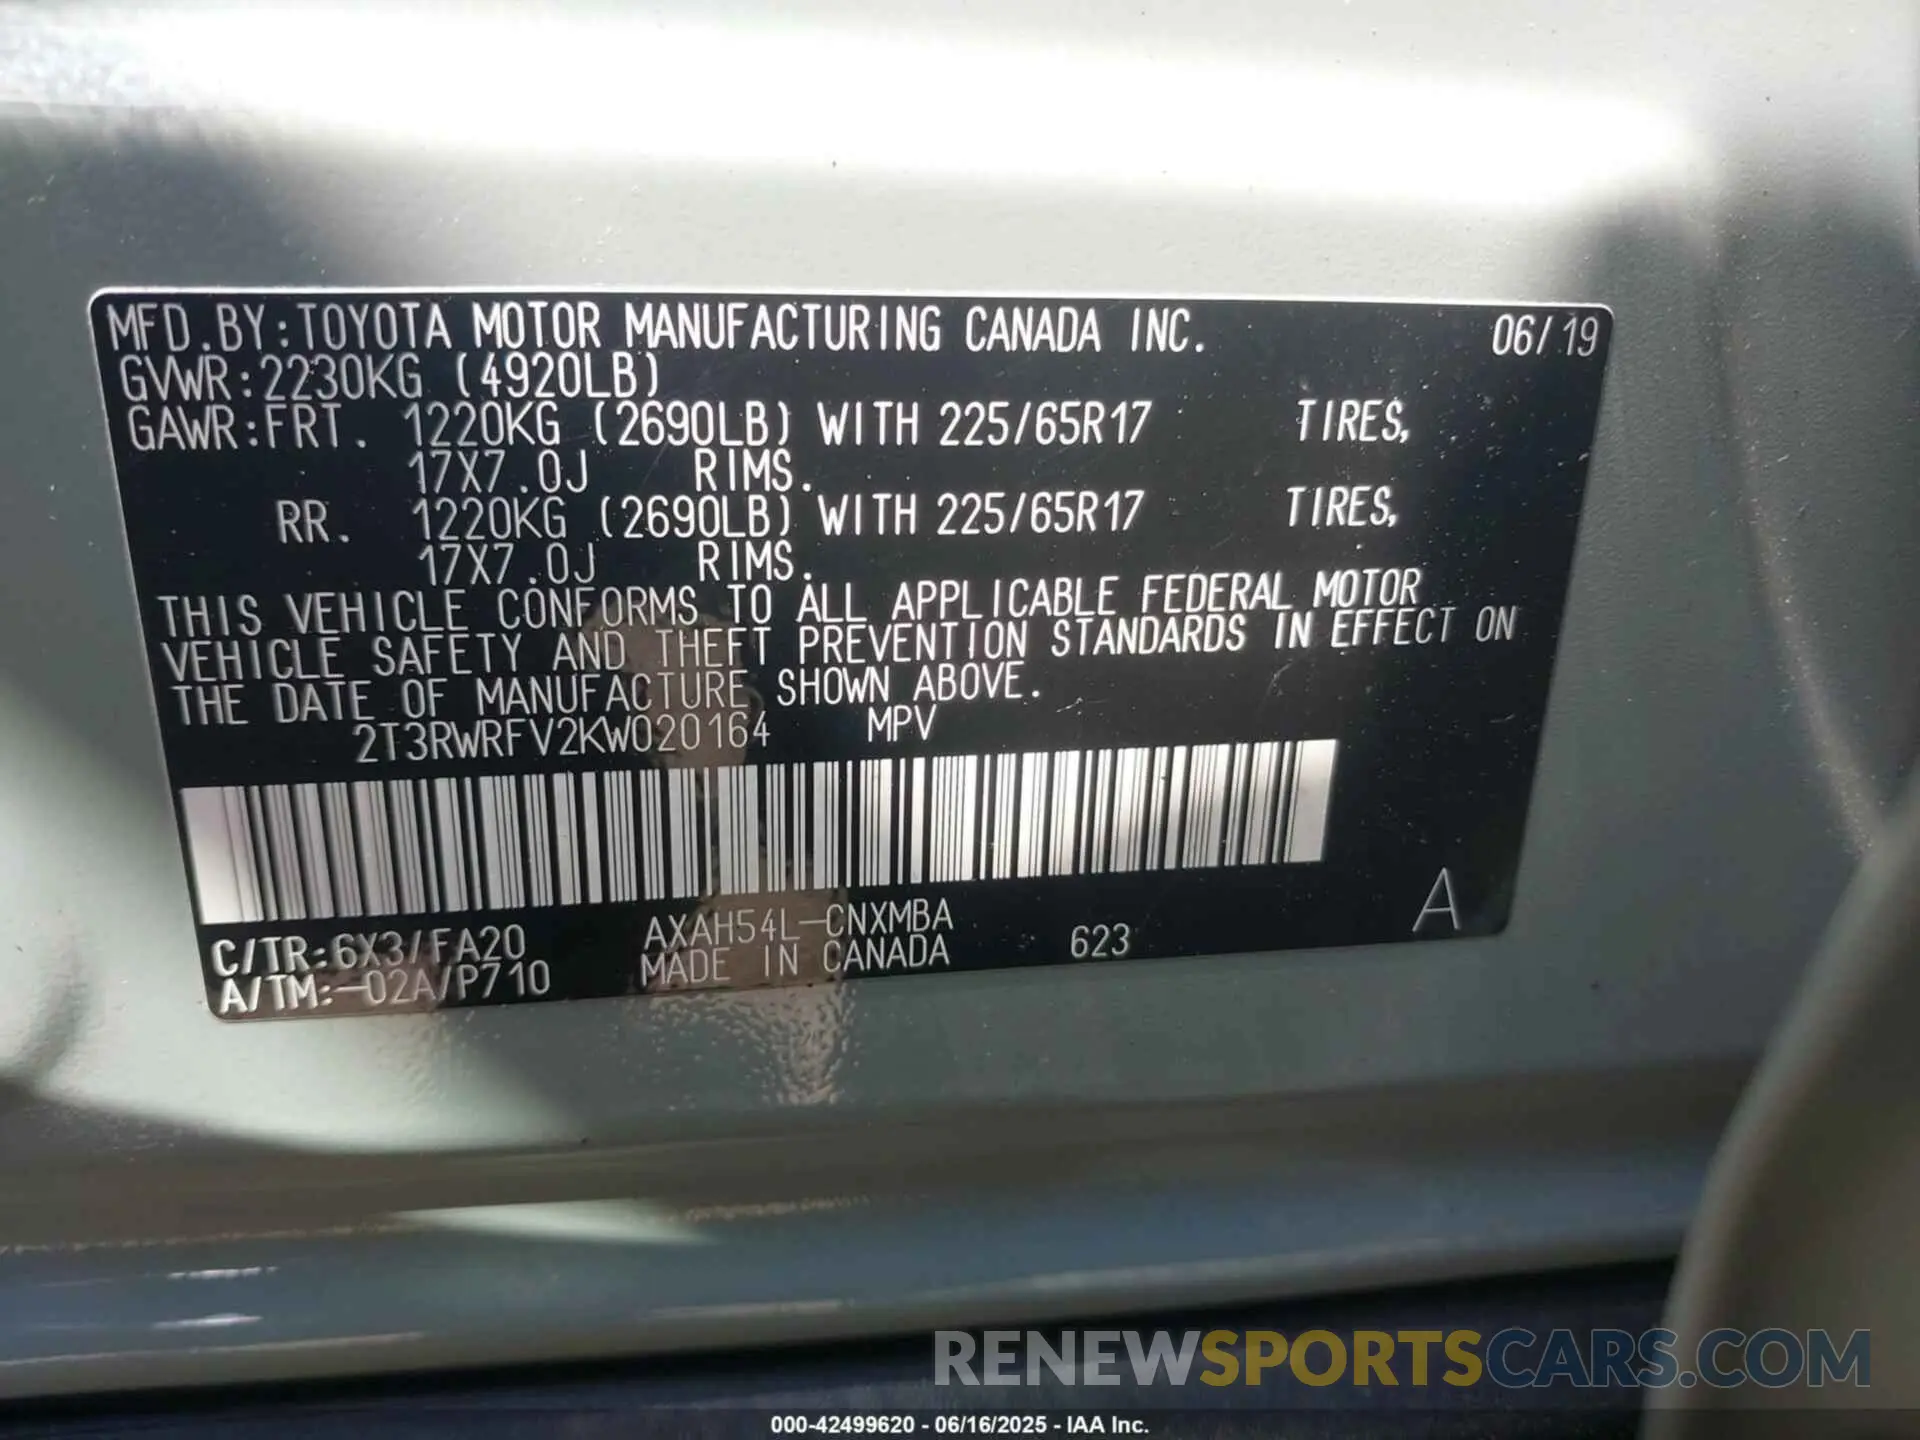 MFD.BY:TOYOTA MOTOR MANUFACTURING CANADA INC. 06/19
GVWR:2230KG (4920LB)
GAWR:FRT. 1220KG (2690LB) WITH 225/65R17 TIRES,
17X7.0J RIMS.
RR. 1220KG (2690LB) WITH 225/65R17 TIRES,
17X7.0J RIMS.
THIS VEHICLE CONFORMS TO ALL APPLICABLE FEDERAL MOTOR
VEHICLE SAFETY AND THEFT PREVENTION STANDARDS IN EFFECT ON
THE DATE OF MANUFACTURE SHOWN ABOVE.
2T3RWRFV2KW020164 MPV
C/TR:6X3/FA20 AXAH54L-CNXMBA 623 A
A/TM:-02A/P710 MADE IN CANADA
RENEWSPORTSCARS.COM
000-42499620 - 06/16/2025 - IAA Inc.